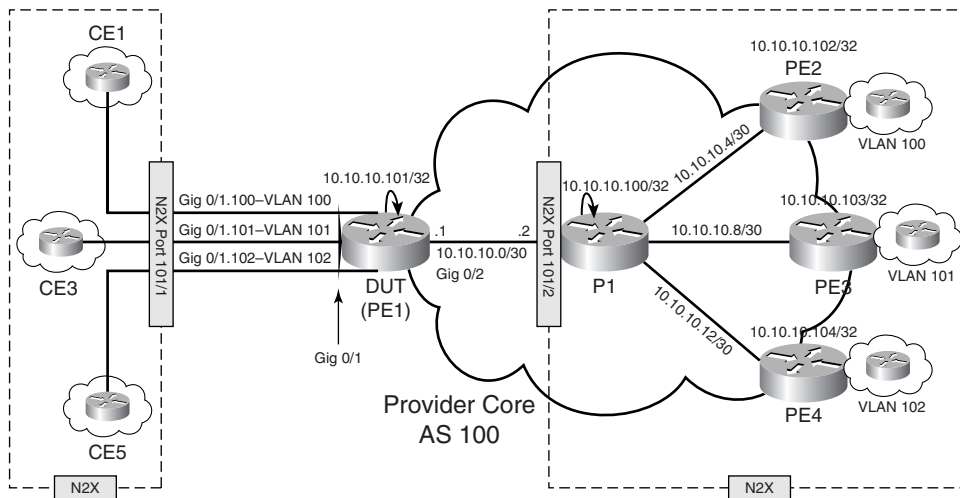 CE1
CE3
CE5
N2X
N2X Port 101/1
Gig 0/1.100–VLAN 100
Gig 0/1.101–VLAN 101
Gig 0/1.102–VLAN 102
Gig 0/1
10.10.10.101/32
DUT
(PE1)
.1
.2
10.10.10.0/30
Gig 0/2
Provider Core
AS 100
N2X Port 101/2
10.10.10.100/32
P1
10.10.10.4/30
10.10.10.8/30
10.10.10.12/30
10.10.10.102/32
PE2
VLAN 100
10.10.10.103/32
PE3
VLAN 101
10.10.10.104/32
PE4
VLAN 102
N2X